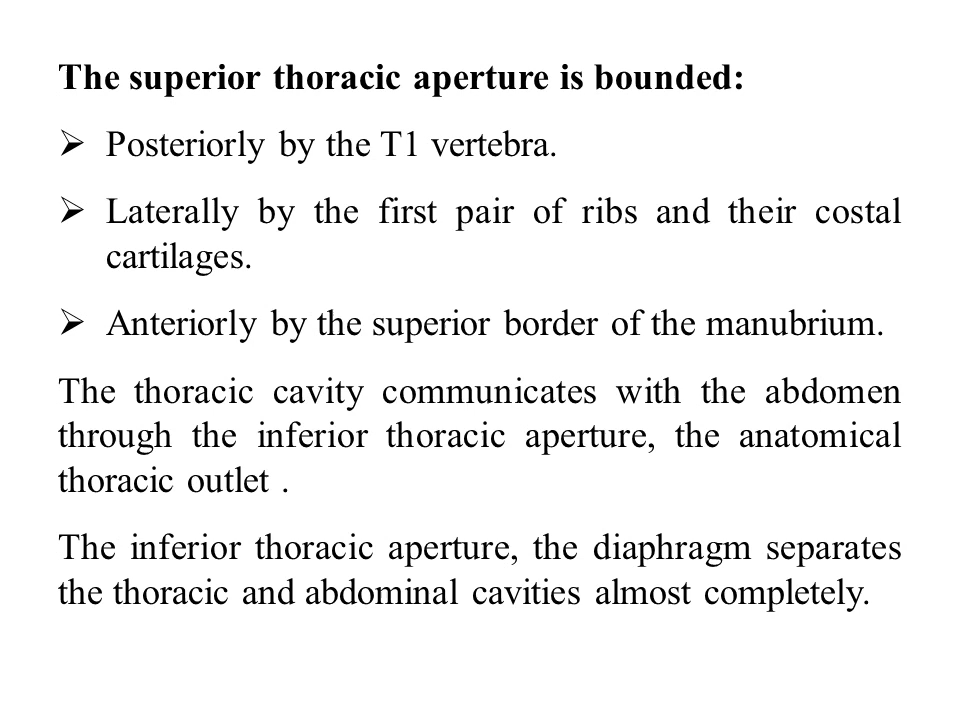 The superior thoracic aperture is bounded:
➢ Posteriorly by the T1 vertebra.
➢ Laterally by the first pair of ribs and their costal
cartilages.
➢ Anteriorly by the superior border of the manubrium.
The thoracic cavity communicates with the abdomen
through the inferior thoracic aperture, the anatomical
thoracic outlet .
The inferior thoracic aperture, the diaphragm separates
the thoracic and abdominal cavities almost completely.